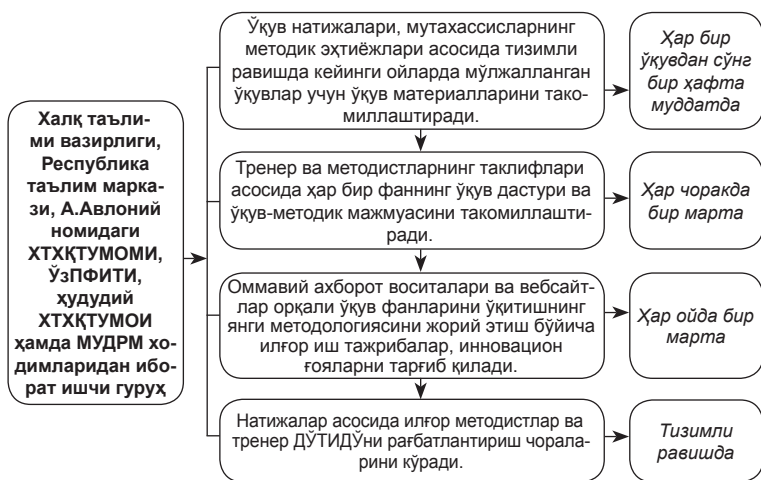 Халқ таъли-
ми вазирлиги,
Республика
таълим марка-
зи, А.Авлоний
номидаги
ХТХҚТУМОМИ,
ЎзПФИТИ,
ҳудудий
ХТХҚТУМОИ
ҳамда МУДРМ хо-
димларидан ибо-
рат ишчи гуруҳ
Ўқув натижалари, мутахассисларнинг
методик эҳтиёжлари асосида тизимли
равишда кейинги ойларда мўлжалланган
ўқувлар учун ўқув материалларини тако-
миллаштиради.
Ҳар бир
ўқувдан сўнг
бир ҳафта
муддатда
Тренер ва методистларнинг таклифлари
асосида ҳар бир фаннинг ўқув дастури ва
ўқув-методик мажмуасини такомиллашти-
ради.
Ҳар чоракда
бир марта
Оммавий ахборот воситалари ва вебсайт-
лар орқали ўқув фанларини ўқитишнинг
янги методологиясини жорий этиш бўйича
илғор иш тажрибалар, инновацион
ғояларни тарғиб қилади.
Ҳар ойда бир
марта
Натижалар асосида илғор методистлар ва
тренер ДЎТИДЎни рағбатлантириш чорала-
рини кўради.
Тизимли
равишда